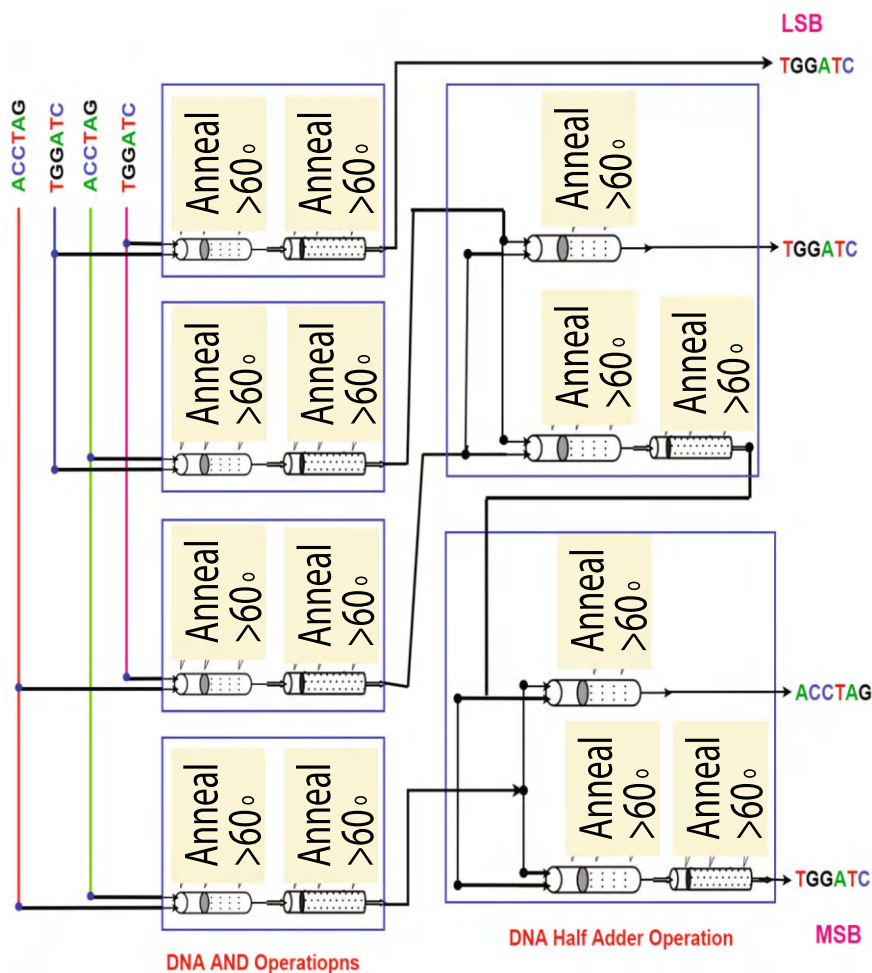 LSB
TGGATC
ACCTAG
TGGATC
ACCTAG
TGGATC
Anneal
>60°
Anneal
>60°
Anneal
>60°
TGGATC
Anneal
>60°
Anneal
>60°
Anneal
>60°
Anneal
>60°
Anneal
>60°
Anneal
>60°
Anneal
>60°
ACCTAG
Anneal
>60°
Anneal
>60°
Anneal
>60°
Anneal
>60°
TGGATC
DNA AND Operatiopns
DNA Half Adder Operation
MSB